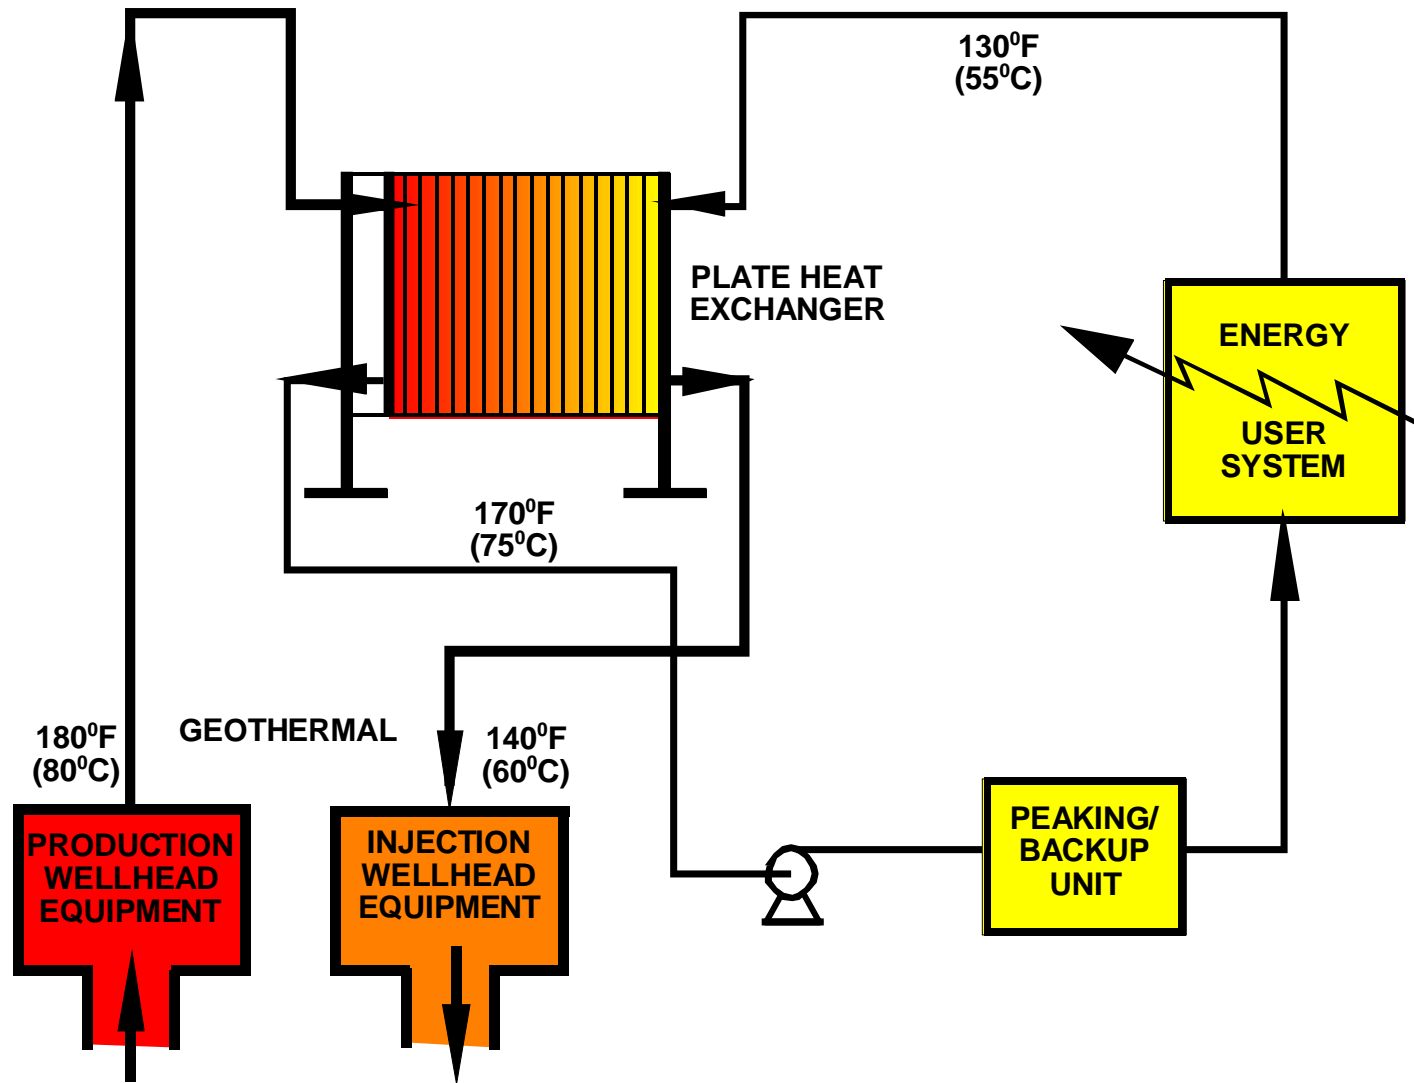 130⁰F
(55⁰C)
PLATE HEAT
EXCHANGER
ENERGY
USER
SYSTEM
170⁰F
(75⁰C)
180⁰F
(80⁰C)
GEOTHERMAL
140⁰F
(60⁰C)
PRODUCTION
WELLHEAD
EQUIPMENT
INJECTION
WELLHEAD
EQUIPMENT
PEAKING/
BACKUP
UNIT